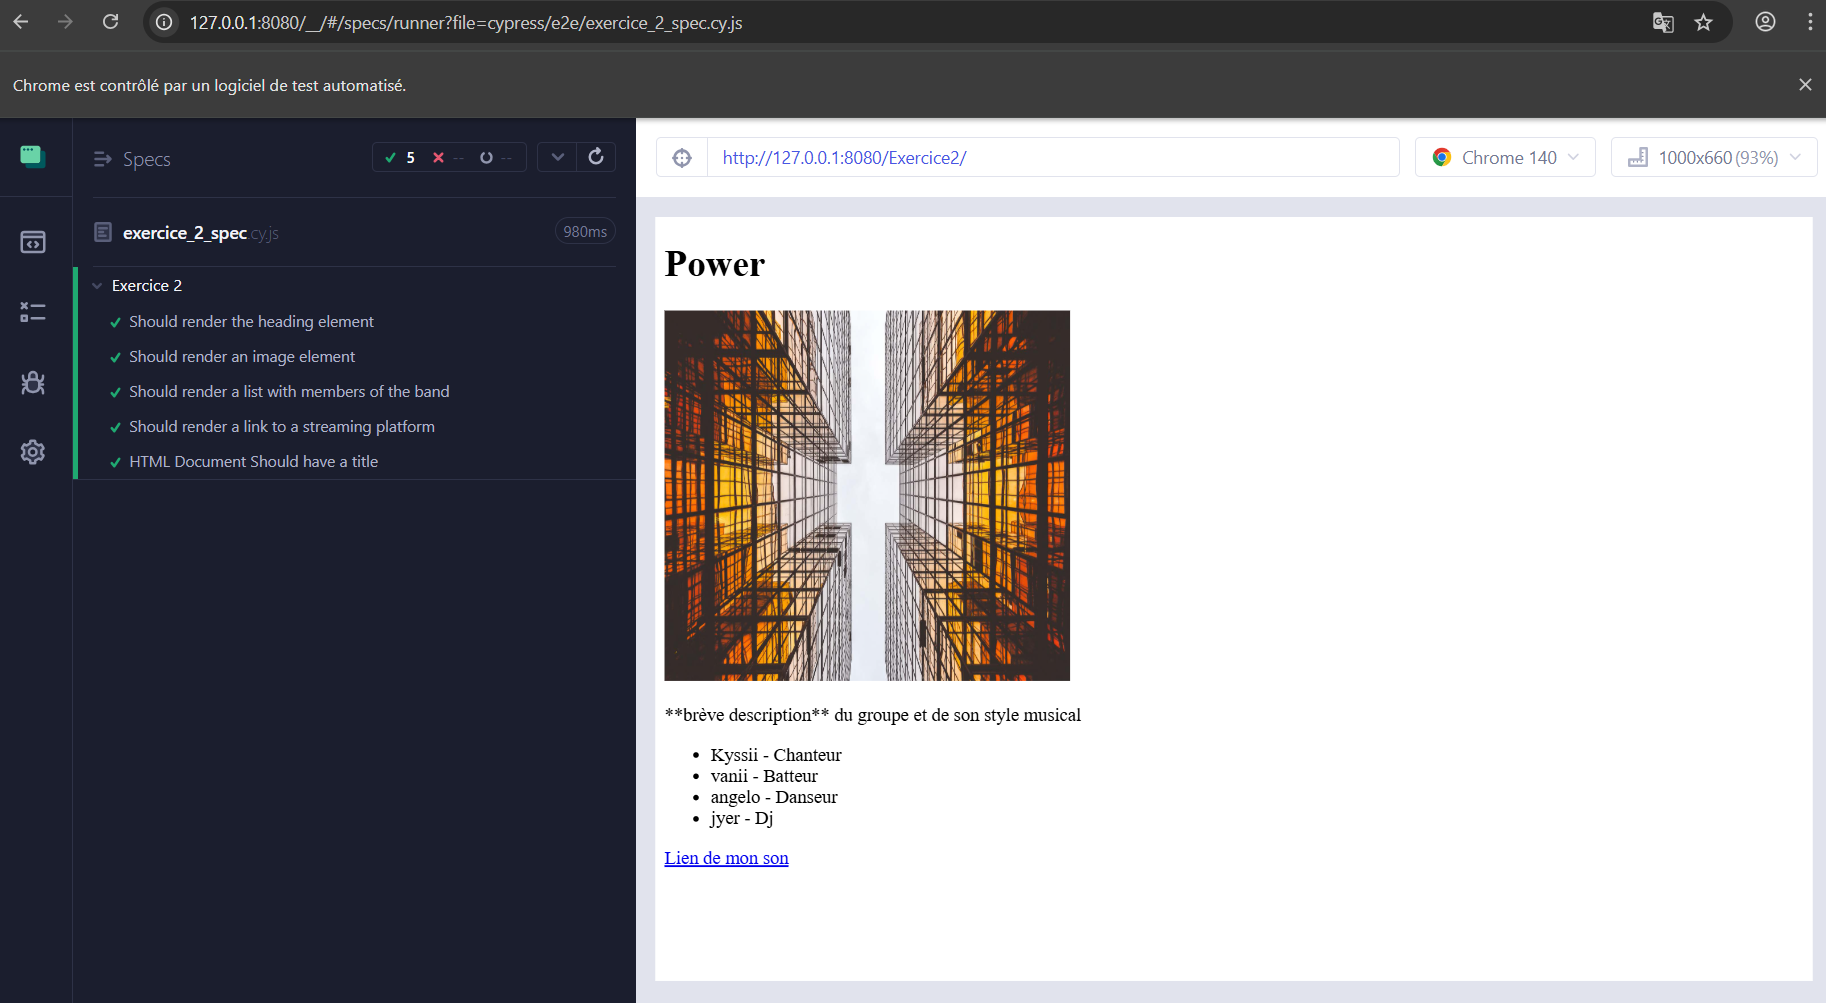 127.0.0.1:8080/__/#/specs/runner?file=cypress/e2e/exercice_2_spec.cy.js
Chrome est contrôlé par un logiciel de test automatisé.
Specs
5 -- --
exercice_2_spec.cy.js 980ms
Exercice 2
Should render the heading element
Should render an image element
Should render a list with members of the band
Should render a link to a streaming platform
HTML Document Should have a title
http://127.0.0.1:8080/Exercice2/ Chrome 140 1000x660 (93%)
Power
**brève description** du groupe et de son style musical
• Kyssii - Chanteur
• vanii - Batteur
• angelo - Danseur
• jyer - Dj
Lien de mon son